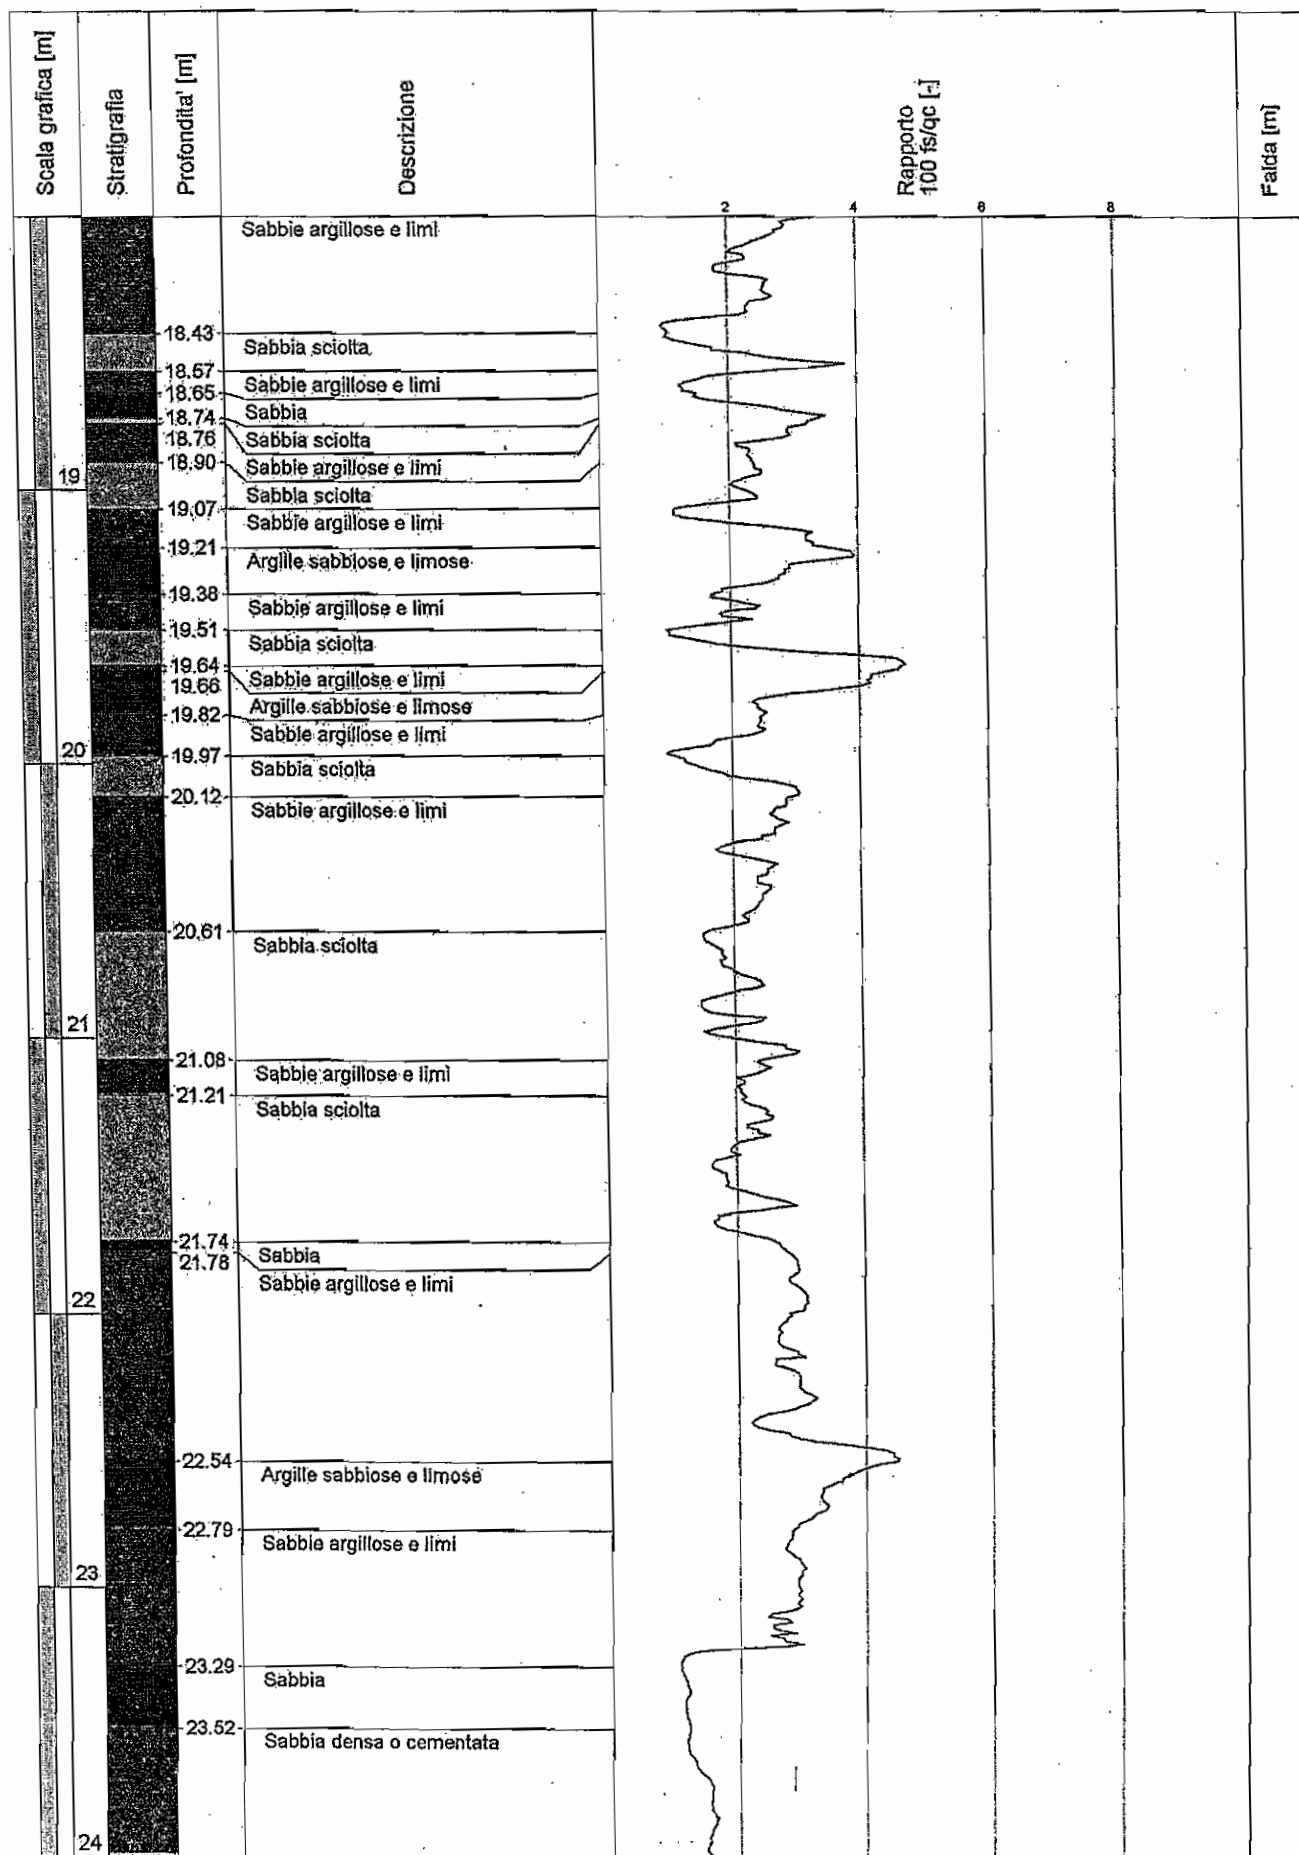 Scala grafica [m]
Stratigrafia
Profondita' [m]
Descrizione
Rapporto
100 fs/qc [-]
Falda [m]
2 4 6 8
Sabbie argillose e limi
18.43
Sabbia sciolta
18.57
Sabbie argillose e limi
18.65
Sabbia
18.74
Sabbia sciolta
18.76
Sabbie argillose e limi
18.90
Sabbia sciolta
19
19.07
Sabbie argillose e limi
19.21
Argille sabbiose e limose
19.38
Sabbie argillose e limi
19.51
Sabbia sciolta
19.64
Sabbie argillose e limi
19.66
Argille sabbiose e limose
19.82
Sabbie argillose e limi
20
19.97
Sabbia sciolta
20.12
Sabbie argillose e limi
20.61
Sabbia sciolta
21
21.08
Sabbie argillose e limi
21.21
Sabbia sciolta
21.74
Sabbia
21.78
Sabbie argillose e limi
22
22.54
Argille sabbiose e limose
22.79
Sabbie argillose e limi
23
23.29
Sabbia
23.52
Sabbia densa o cementata
24